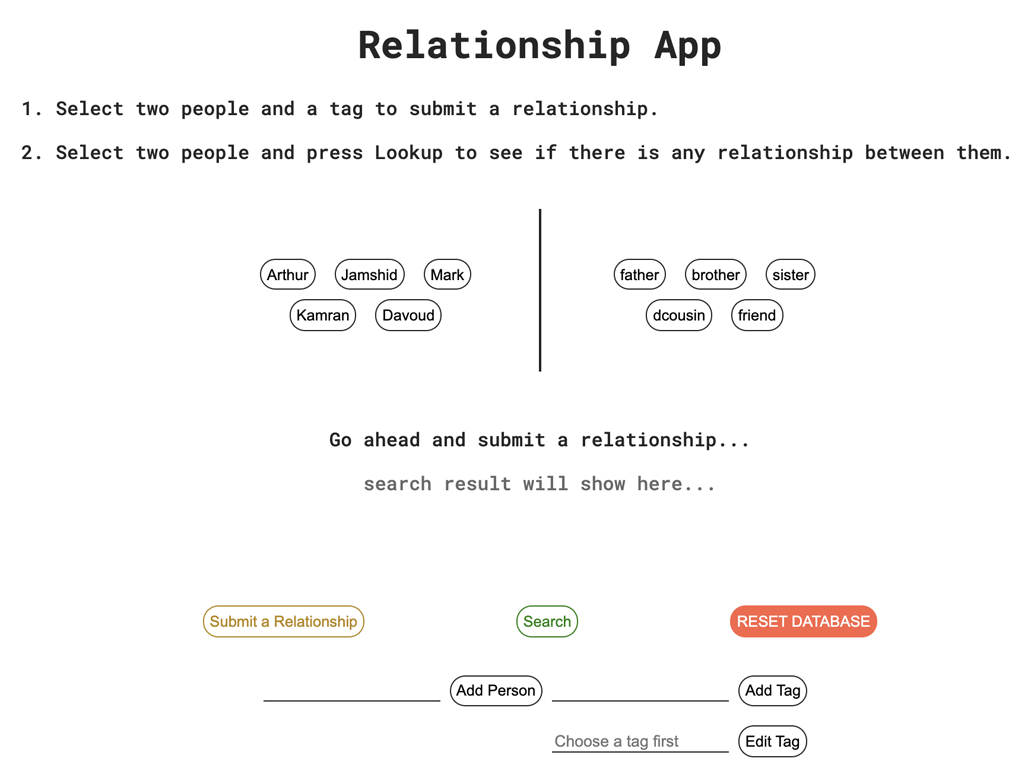 Relationship App
1. Select two people and a tag to submit a relationship.
2. Select two people and press Lookup to see if there is any relationship between them.
Arthur Jamshid Mark
Kamran Davoud
father brother sister
dcousin friend
Go ahead and submit a relationship...
search result will show here...
Submit a Relationship Search RESET DATABASE
Add Person Add Tag
Choose a tag first Edit Tag